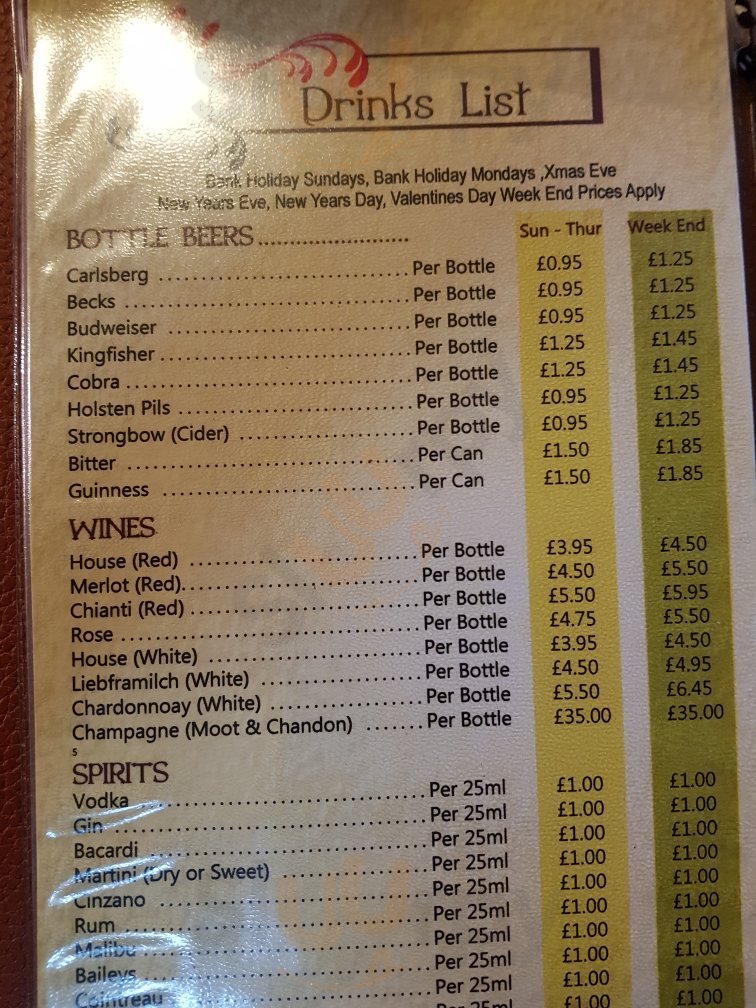 Drinks List
Bank Holiday Sundays, Bank Holiday Mondays ,Xmas Eve
New Years Eve, New Years Day, Valentines Day Week End Prices Apply
BOTTLE BEERS........................ Sun - Thur Week End
Carlsberg ................................ Per Bottle £0.95 £1.25
Becks .................................... Per Bottle £0.95 £1.25
Budweiser ............................... Per Bottle £0.95 £1.25
Kingfisher ................................ Per Bottle £1.25 £1.45
Cobra .................................... Per Bottle £1.25 £1.45
Holsten Pils .............................. Per Bottle £0.95 £1.25
Strongbow (Cider) ...................... Per Bottle £0.95 £1.25
Bitter .................................... Per Can £1.50 £1.85
Guinness ................................ Per Can £1.50 £1.85
WINES
House (Red) ............................. Per Bottle £3.95 £4.50
Merlot (Red).............................. Per Bottle £4.50 £5.50
Chianti (Red) ............................. Per Bottle £5.50 £5.95
Rose ...................................... Per Bottle £4.75 £5.50
House (White) ........................... Per Bottle £3.95 £4.50
Liebframilch (White) .................... Per Bottle £4.50 £4.95
Chardonnoay (White) ................... Per Bottle £5.50 £6.45
Champagne (Moot & Chandon) ....... Per Bottle £35.00 £35.00
s
SPIRITS
Vodka .................................... Per 25ml £1.00 £1.00
Gin ....................................... Per 25ml £1.00 £1.00
Bacardi ................................... Per 25ml £1.00 £1.00
Martini (Dry or Sweet) .................. Per 25ml £1.00 £1.00
Cinzano .................................. Per 25ml £1.00 £1.00
Rum ...................................... Per 25ml £1.00 £1.00
Malibu .................................... Per 25ml £1.00 £1.00
Baileys .................................... Per 25ml £1.00 £1.00
Cointreau ................................ Per 25ml £1.00 £1.00
Per 25ml £1.00 £1.00